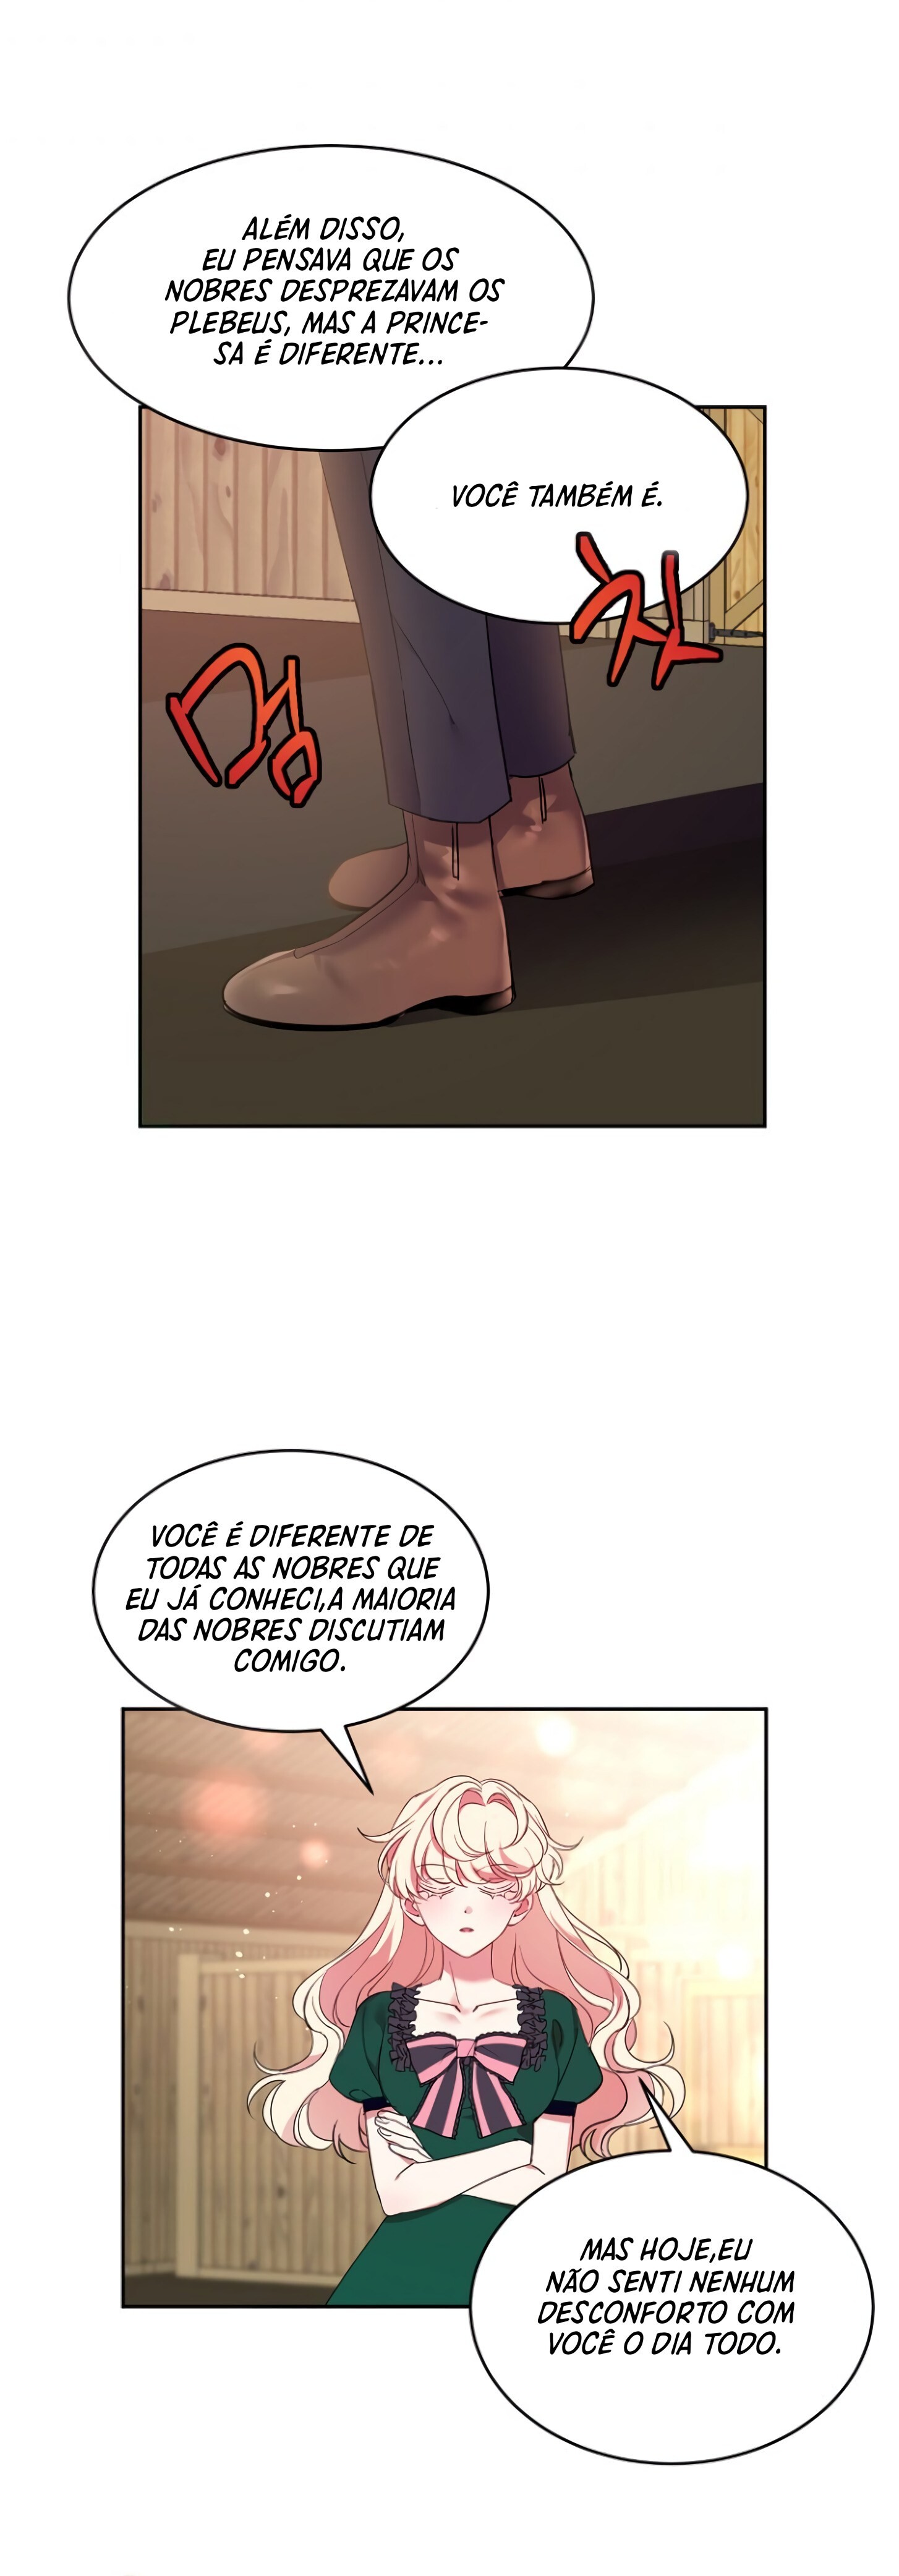 ALÉM DISSO,
EU PENSAVA QUE OS
NOBRES DESPREZAVAM OS
PLEBEUS, MAS A PRINCE-
SA É DIFERENTE...
VOCÊ TAMBÉM É.
멈
칫
VOCÊ É DIFERENTE DE
TODAS AS NOBRES QUE
EU JÁ CONHECI,A MAIORIA
DAS NOBRES DISCUTIAM
COMIGO.
MAS HOJE,EU
NÃO SENTI NENHUM
DESCONFORTO COM
VOCÊ O DIA TODO.